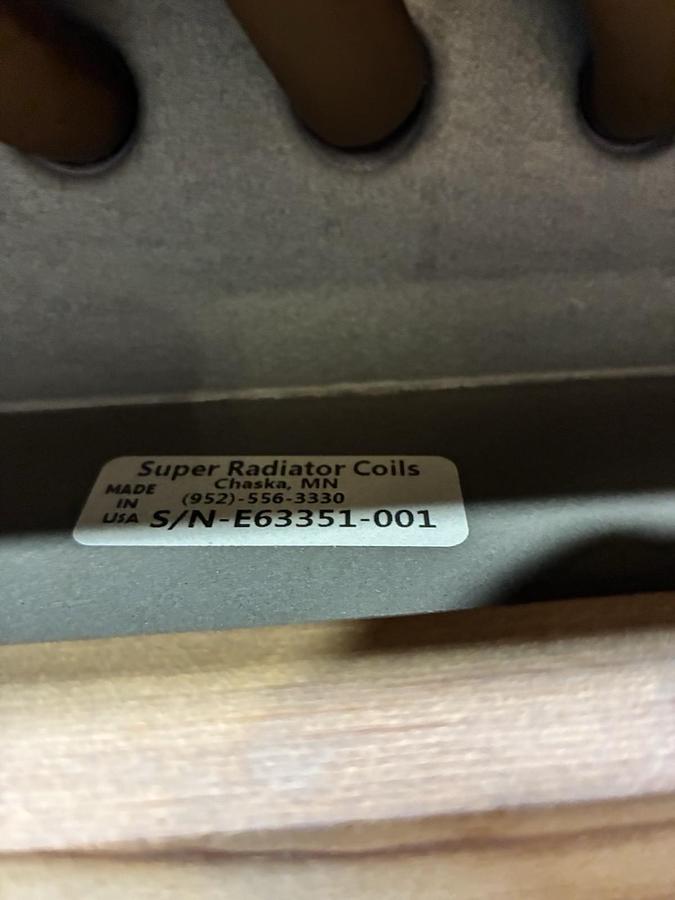 Super Radiator Coils
Chaska, MN
(952)-556-3330
MADE
IN
USA
S/N-E63351-001